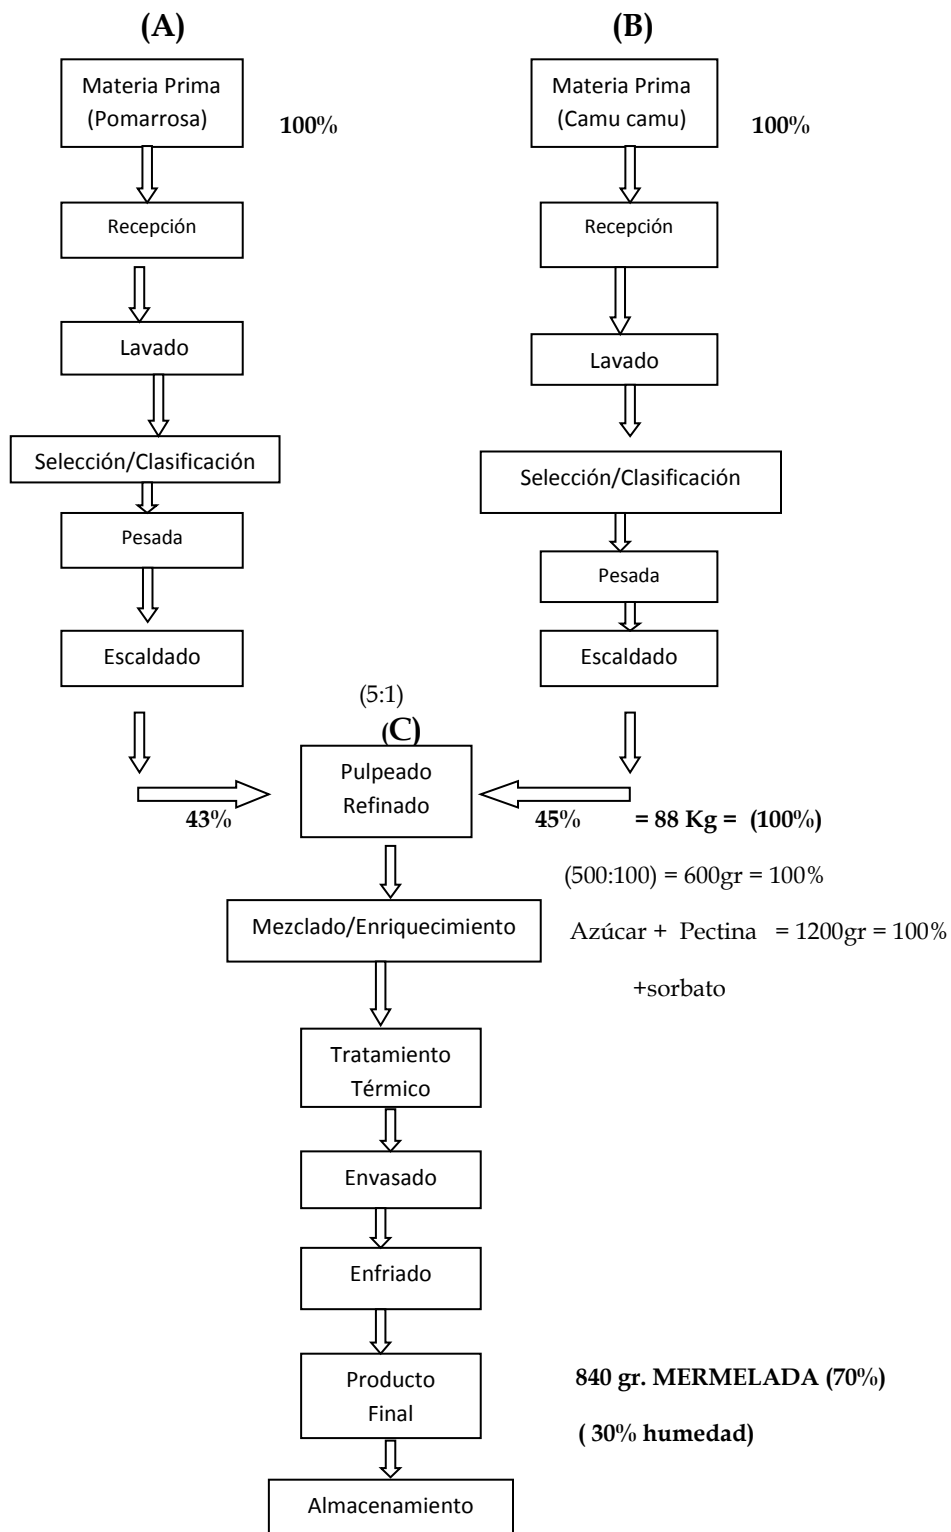 (A)
(B)
Materia Prima
(Pomarrosa)
100%
Materia Prima
(Camu camu)
100%
Recepción
Recepción
Lavado
Lavado
Selección/Clasificación
Selección/Clasificación
Pesada
Pesada
Escaldado
Escaldado
(5:1)
(C)
Pulpeado
Refinado
43%
45%
= 88 Kg = (100%)
(500:100) = 600gr = 100%
Mezclado/Enriquecimiento
Azúcar + Pectina = 1200gr = 100%
+sorbato
Tratamiento
Térmico
Envasado
Enfriado
Producto
Final
840 gr. MERMELADA (70%)
( 30% humedad)
Almacenamiento